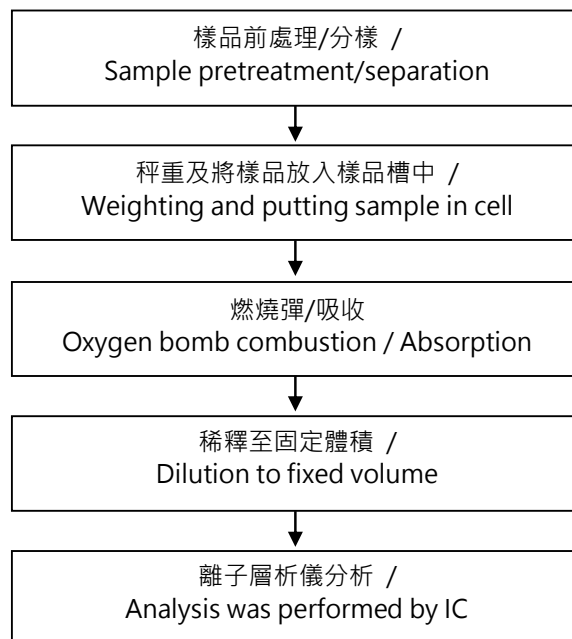 樣品前處理/分樣 /
Sample pretreatment/separation
秤重及將樣品放入樣品槽中 /
Weighting and putting sample in cell
燃燒彈/吸收
Oxygen bomb combustion / Absorption
稀釋至固定體積 /
Dilution to fixed volume
離子層析儀分析 /
Analysis was performed by IC